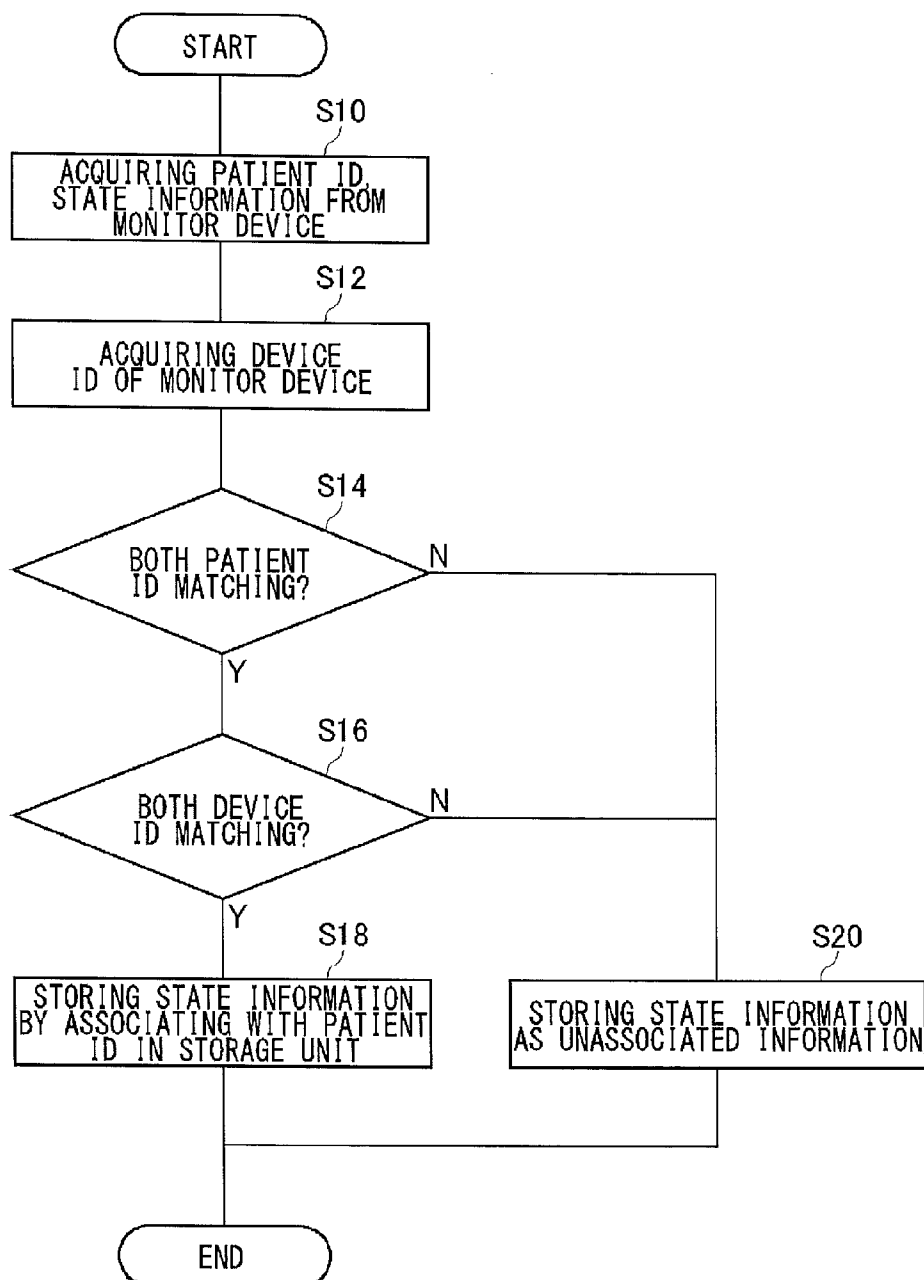 START
S10
ACQUIRING PATIENT ID,
STATE INFORMATION FROM
MONITOR DEVICE
S12
ACQUIRING DEVICE
ID OF MONITOR DEVICE
S14
BOTH PATIENT
ID MATCHING?
N
Y
S16
BOTH DEVICE
ID MATCHING?
N
Y
S18
STORING STATE INFORMATION
BY ASSOCIATING WITH PATIENT
ID IN STORAGE UNIT
S20
STORING STATE INFORMATION
AS UNASSOCIATED INFORMATION
END